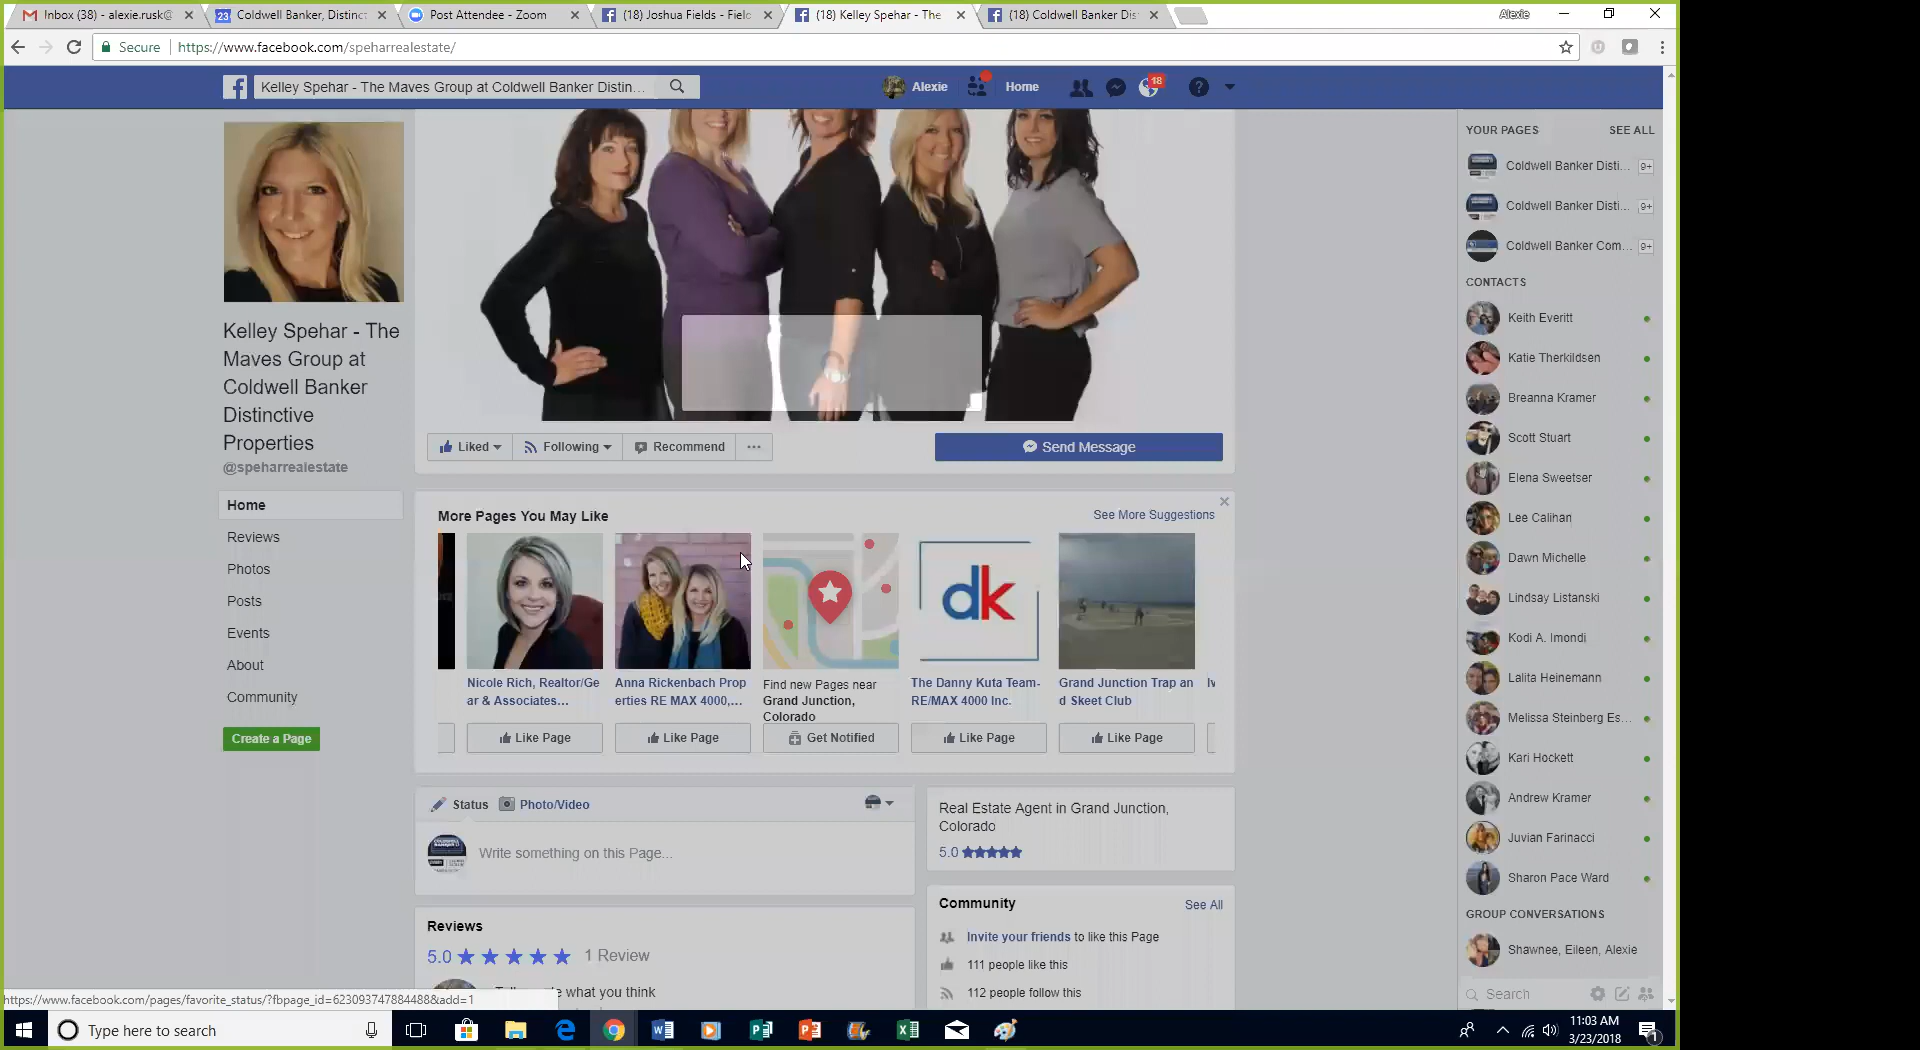 Inbox (38) - alexie.rusk@
23 Coldwell Banker, Distinct
Post Attendee - Zoom
(18) Joshua Fields - Field
(18) Kelley Spehar - The
(18) Coldwell Banker Dis
Alexie
Secure https://www.facebook.com/speharrealestate/
Kelley Spehar - The Maves Group at Coldwell Banker Distin...
Alexie
Home
18
Kelley Spehar - The
Maves Group at
Coldwell Banker
Distinctive
Properties
@speharrealestate
Home
Reviews
Photos
Posts
Events
About
Community
Create a Page
Liked
Following
Recommend
...
Send Message
More Pages You May Like
See More Suggestions
Nicole Rich, Realtor/Ge
ar & Associates...
Like Page
Anna Rickenbach Prop
erties RE MAX 4000,...
Like Page
Find new Pages near
Grand Junction,
Colorado
Get Notified
dk
The Danny Kuta Team-
RE/MAX 4000 Inc.
Like Page
Grand Junction Trap an
d Skeet Club
Like Page
Status
Photo/Video
Write something on this Page...
Reviews
5.0 ★★★★★ 1 Review
what you think
Real Estate Agent in Grand Junction,
Colorado
5.0 ★★★★★
Community
See All
Invite your friends to like this Page
111 people like this
112 people follow this
YOUR PAGES
SEE ALL
Coldwell Banker Disti... 9+
Coldwell Banker Disti... 9+
Coldwell Banker Com... 9+
CONTACTS
Keith Everitt
Katie Therkildsen
Breanna Kramer
Scott Stuart
Elena Sweetser
Lee Calihan
Dawn Michelle
Lindsay Listanski
Kodi A. Imondi
Lalita Heinemann
Melissa Steinberg Es...
Kari Hockett
Andrew Kramer
Juvian Farinacci
Sharon Pace Ward
GROUP CONVERSATIONS
Shawnee, Eileen, Alexie
Search
https://www.facebook.com/pages/favorite_status/?fbpage_id=623093747884488&add=1
Type here to search
11:03 AM
3/23/2018
1